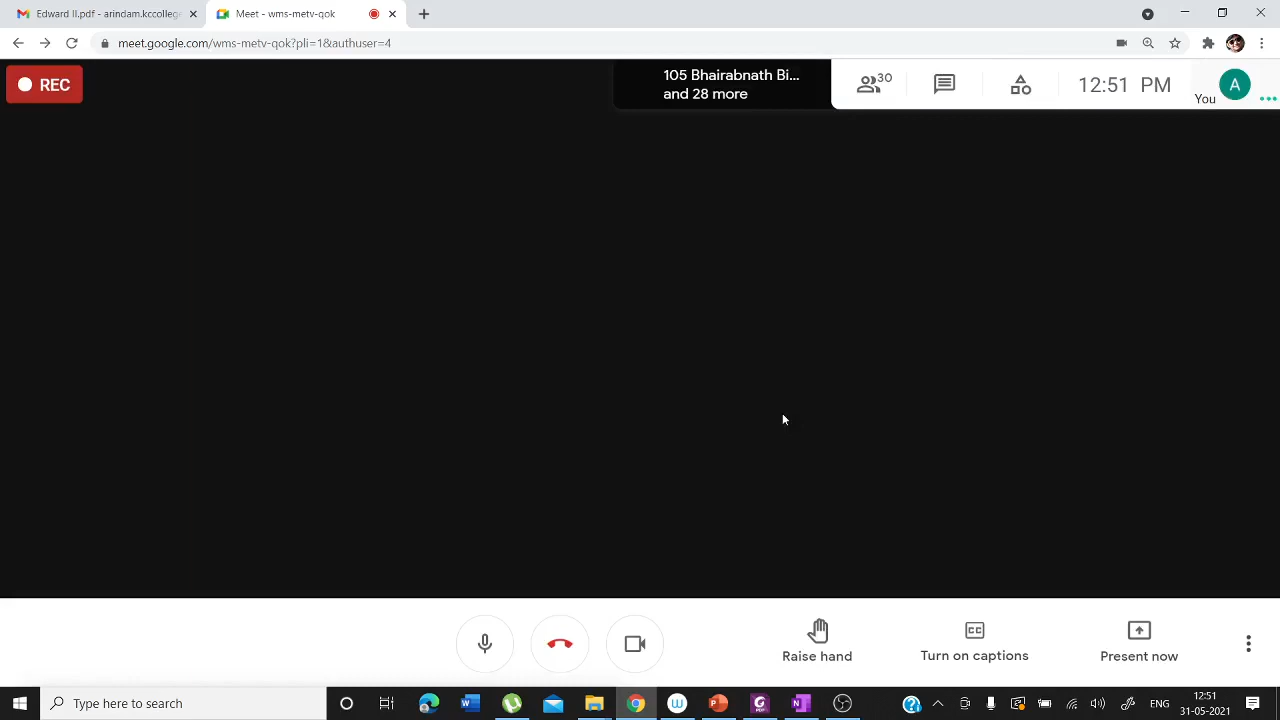 Edward II.pdf - arindam.kccolleg
Meet - wms-metv-qok
meet.google.com/wms-metv-qok?pli=1&authuser=4
REC
105 Bhairabnath Bi...
and 28 more
30
12:51 PM
You
A
Raise hand
CC
Turn on captions
Present now
Type here to search
ENG
12:51
31-05-2021